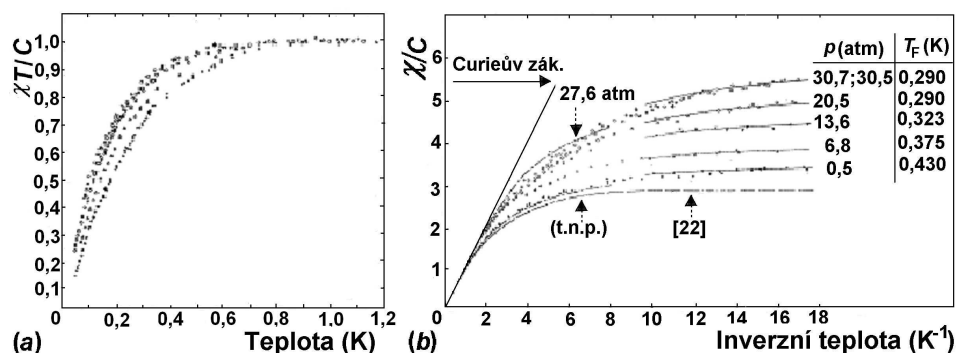 χT/C
1,0
0,9
0,8
0,7
0,6
0,5
0,4
0,3
0,2
0,1
0 0,2 0,4 0,6 0,8 1,0 1,2
(a) Teplota (K)
χ/C
6
5
4
3
2
1
0 2 4 6 8 10 12 14 16 18
(b) Inverzní teplota (K⁻¹)
Curieův zák.
27,6 atm
(t.n.p.)
[22]
p (atm) T_F (K)
30,7;30,5 0,290
20,5 0,290
13,6 0,323
6,8 0,375
0,5 0,430